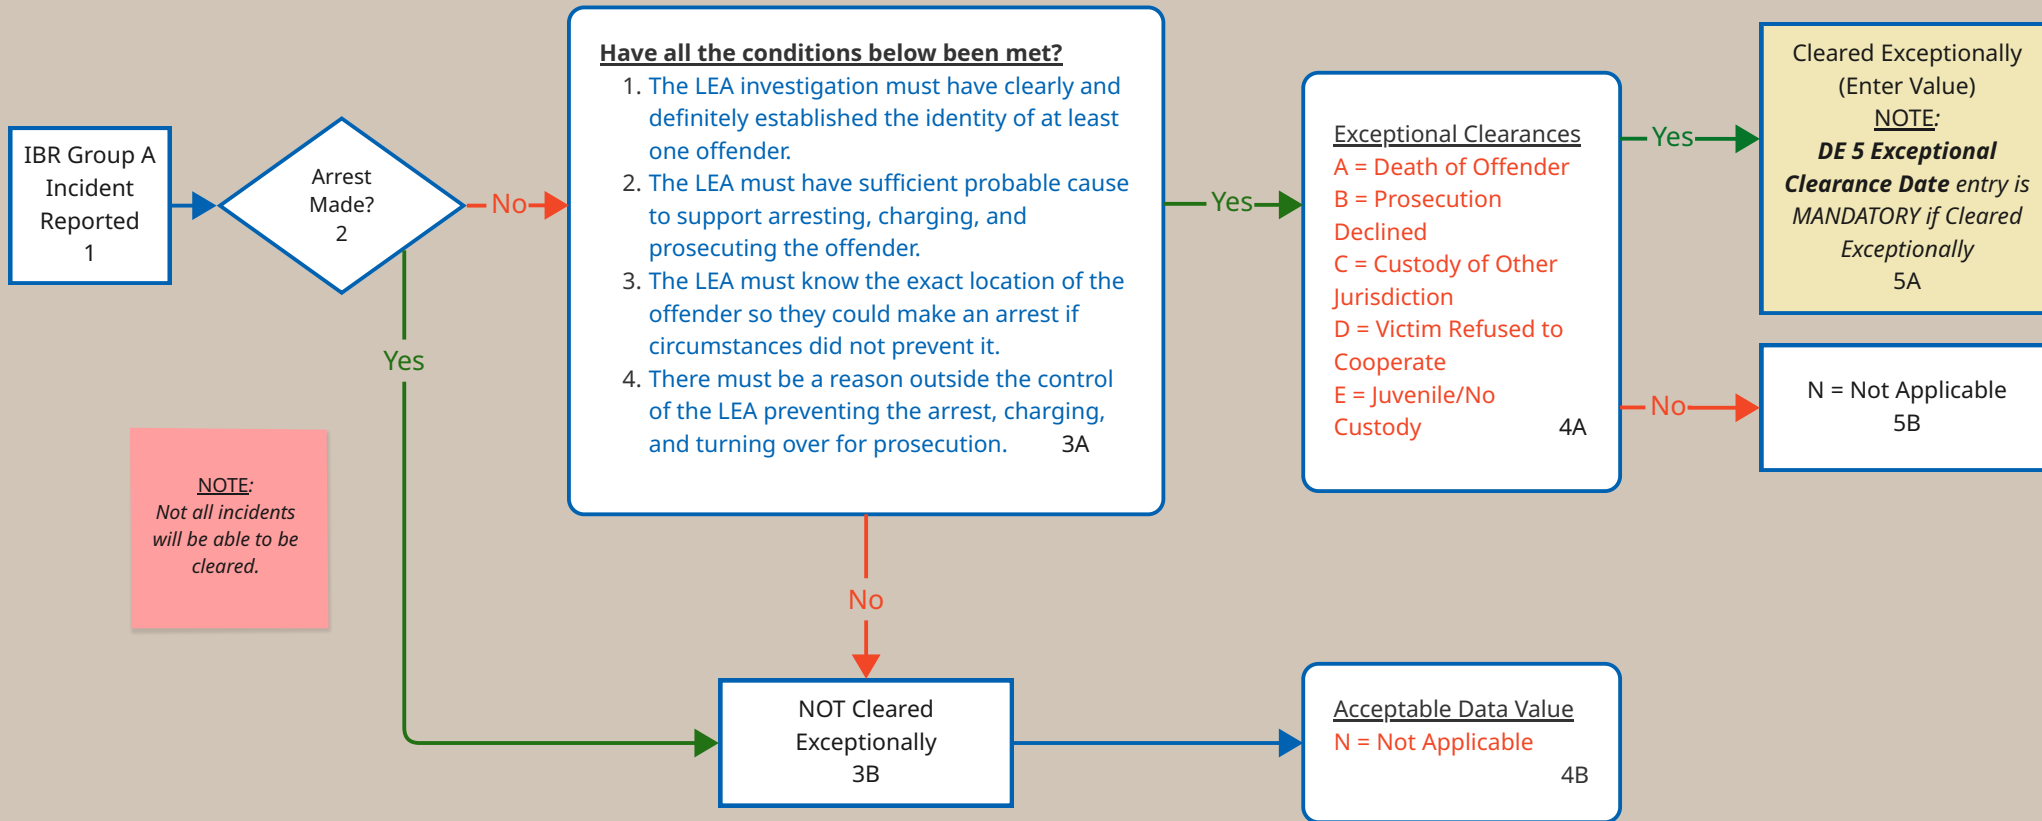 IBR Group A
Incident
Reported
1
Arrest
Made?
2
No
Yes
Have all the conditions below been met?
1. The LEA investigation must have clearly and
definitely established the identity of at least
one offender.
2. The LEA must have sufficient probable cause
to support arresting, charging, and
prosecuting the offender.
3. The LEA must know the exact location of the
offender so they could make an arrest if
circumstances did not prevent it.
4. There must be a reason outside the control
of the LEA preventing the arrest, charging,
and turning over for prosecution. 3A
Yes
No
Exceptional Clearances
A = Death of Offender
B = Prosecution
Declined
C = Custody of Other
Jurisdiction
D = Victim Refused to
Cooperate
E = Juvenile/No
Custody 4A
Yes
Cleared Exceptionally
(Enter Value)
NOTE:
DE 5 Exceptional
Clearance Date entry is
MANDATORY if Cleared
Exceptionally
5A
No
N = Not Applicable
5B
NOTE:
Not all incidents
will be able to be
cleared.
NOT Cleared
Exceptionally
3B
Acceptable Data Value
N = Not Applicable
4B